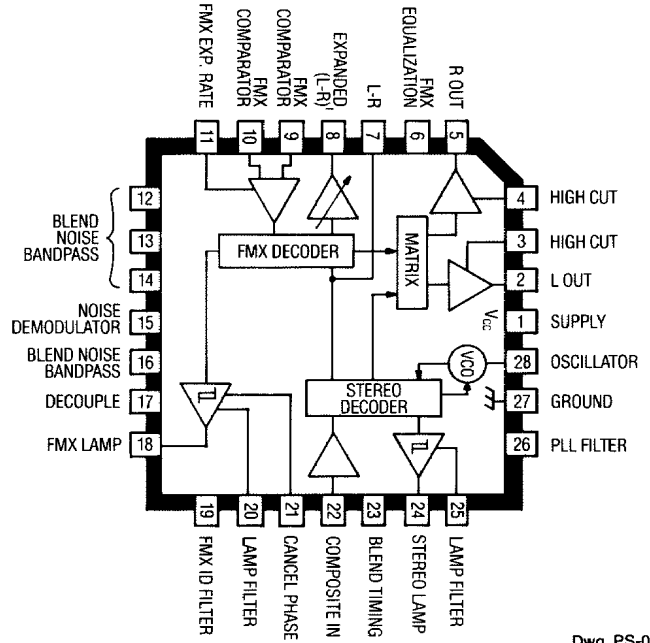 FMX EXP. RATE
FMX
COMPARATOR
FMX
COMPARATOR
EXPANDED
(L-R)'
L-R
FMX
EQUALIZATION
R OUT
11
10
9
8
7
6
5
12
13
14
BLEND
NOISE
BANDPASS
15
NOISE
DEMODULATOR
16
BLEND NOISE
BANDPASS
17
DECOUPLE
18
FMX LAMP
4
HIGH CUT
3
HIGH CUT
2
L OUT
1
SUPPLY
VCC
28
OSCILLATOR
27
GROUND
26
PLL FILTER
FMX DECODER
MATRIX
VCO
STEREO
DECODER
19
20
21
22
23
24
25
FMX ID FILTER
LAMP FILTER
CANCEL PHASE
COMPOSITE IN
BLEND TIMING
STEREO LAMP
LAMP FILTER
Dwg. PS-0